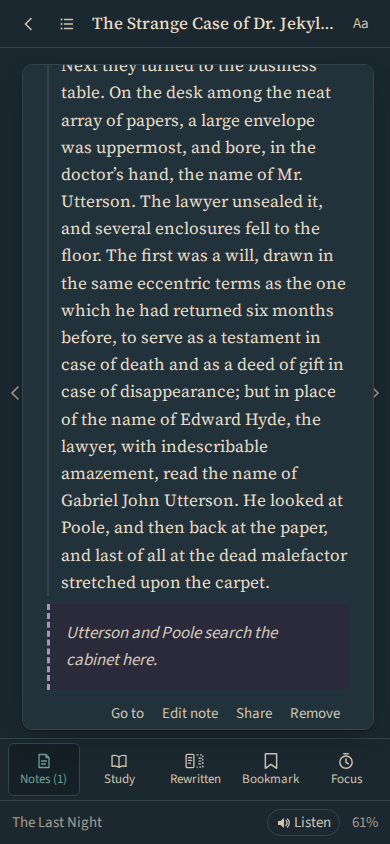 The Strange Case of Dr. Jekyl...
Aa
Next they turned to the business
table. On the desk among the neat
array of papers, a large envelope
was uppermost, and bore, in the
doctor’s hand, the name of Mr.
Utterson. The lawyer unsealed it,
and several enclosures fell to the
floor. The first was a will, drawn in
the same eccentric terms as the one
which he had returned six months
before, to serve as a testament in
case of death and as a deed of gift in
case of disappearance; but in place
of the name of Edward Hyde, the
lawyer, with indescribable
amazement, read the name of
Gabriel John Utterson. He looked at
Poole, and then back at the paper,
and last of all at the dead malefactor
stretched upon the carpet.
Utterson and Poole search the
cabinet here.
Go to Edit note Share Remove
Notes (1) Study Rewritten Bookmark Focus
The Last Night Listen 61%